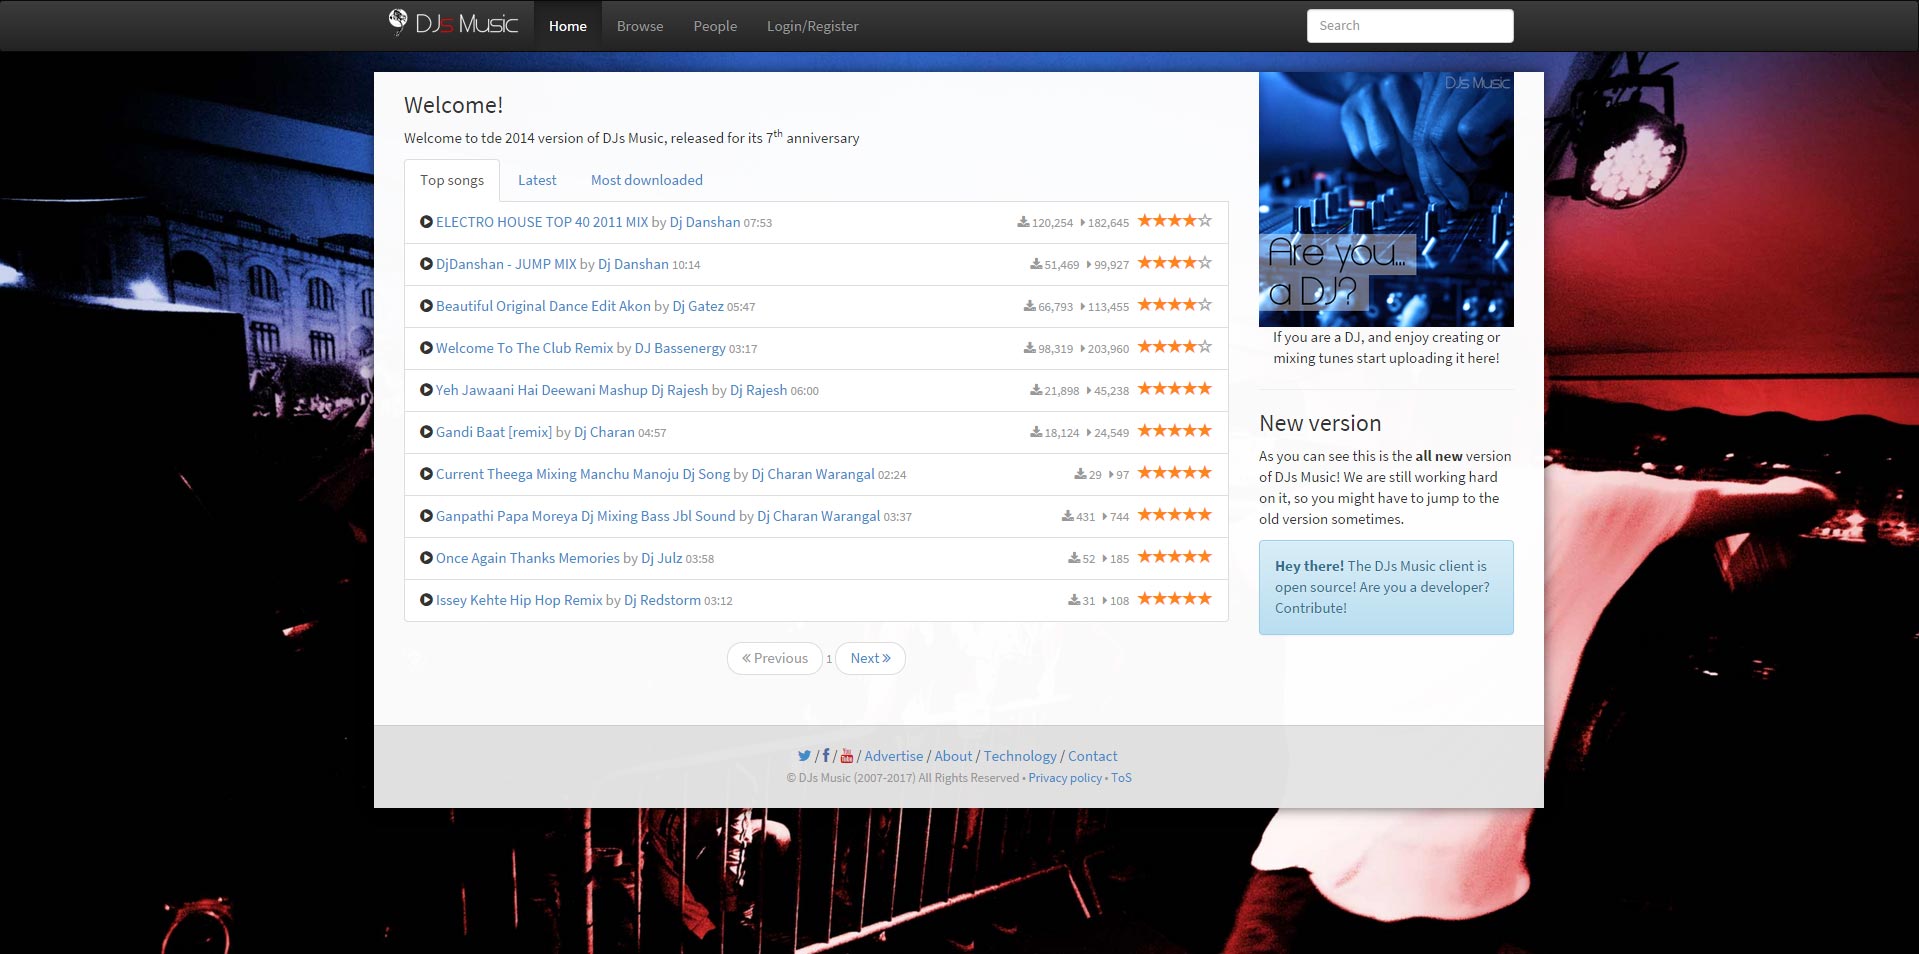 DJs Music
Home
Browse
People
Login/Register
Search
Welcome!
Welcome to tde 2014 version of DJs Music, released for its 7th anniversary
Top songs
Latest
Most downloaded
ELECTRO HOUSE TOP 40 2011 MIX by Dj Danshan 07:53 120,254 182,645
DjDanshan - JUMP MIX by Dj Danshan 10:14 51,469 99,927
Beautiful Original Dance Edit Akon by Dj Gatez 05:47 66,793 113,455
Welcome To The Club Remix by DJ Bassenergy 03:17 98,319 203,960
Yeh Jawaani Hai Deewani Mashup Dj Rajesh by Dj Rajesh 06:00 21,898 45,238
Gandi Baat [remix] by Dj Charan 04:57 18,124 24,549
Current Theega Mixing Manchu Manoju Dj Song by Dj Charan Warangal 02:24 29 97
Ganpathi Papa Moreya Dj Mixing Bass Jbl Sound by Dj Charan Warangal 03:37 431 744
Once Again Thanks Memories by Dj Julz 03:58 52 185
Issey Kehte Hip Hop Remix by Dj Redstorm 03:12 31 108
« Previous 1 Next »
DJs Music
Are you...
a DJ?
If you are a DJ, and enjoy creating or
mixing tunes start uploading it here!
New version
As you can see this is the all new version
of DJs Music! We are still working hard
on it, so you might have to jump to the
old version sometimes.
Hey there! The DJs Music client is
open source! Are you a developer?
Contribute!
/ f / You Tube / Advertise / About / Technology / Contact
© DJs Music (2007-2017) All Rights Reserved • Privacy policy • ToS